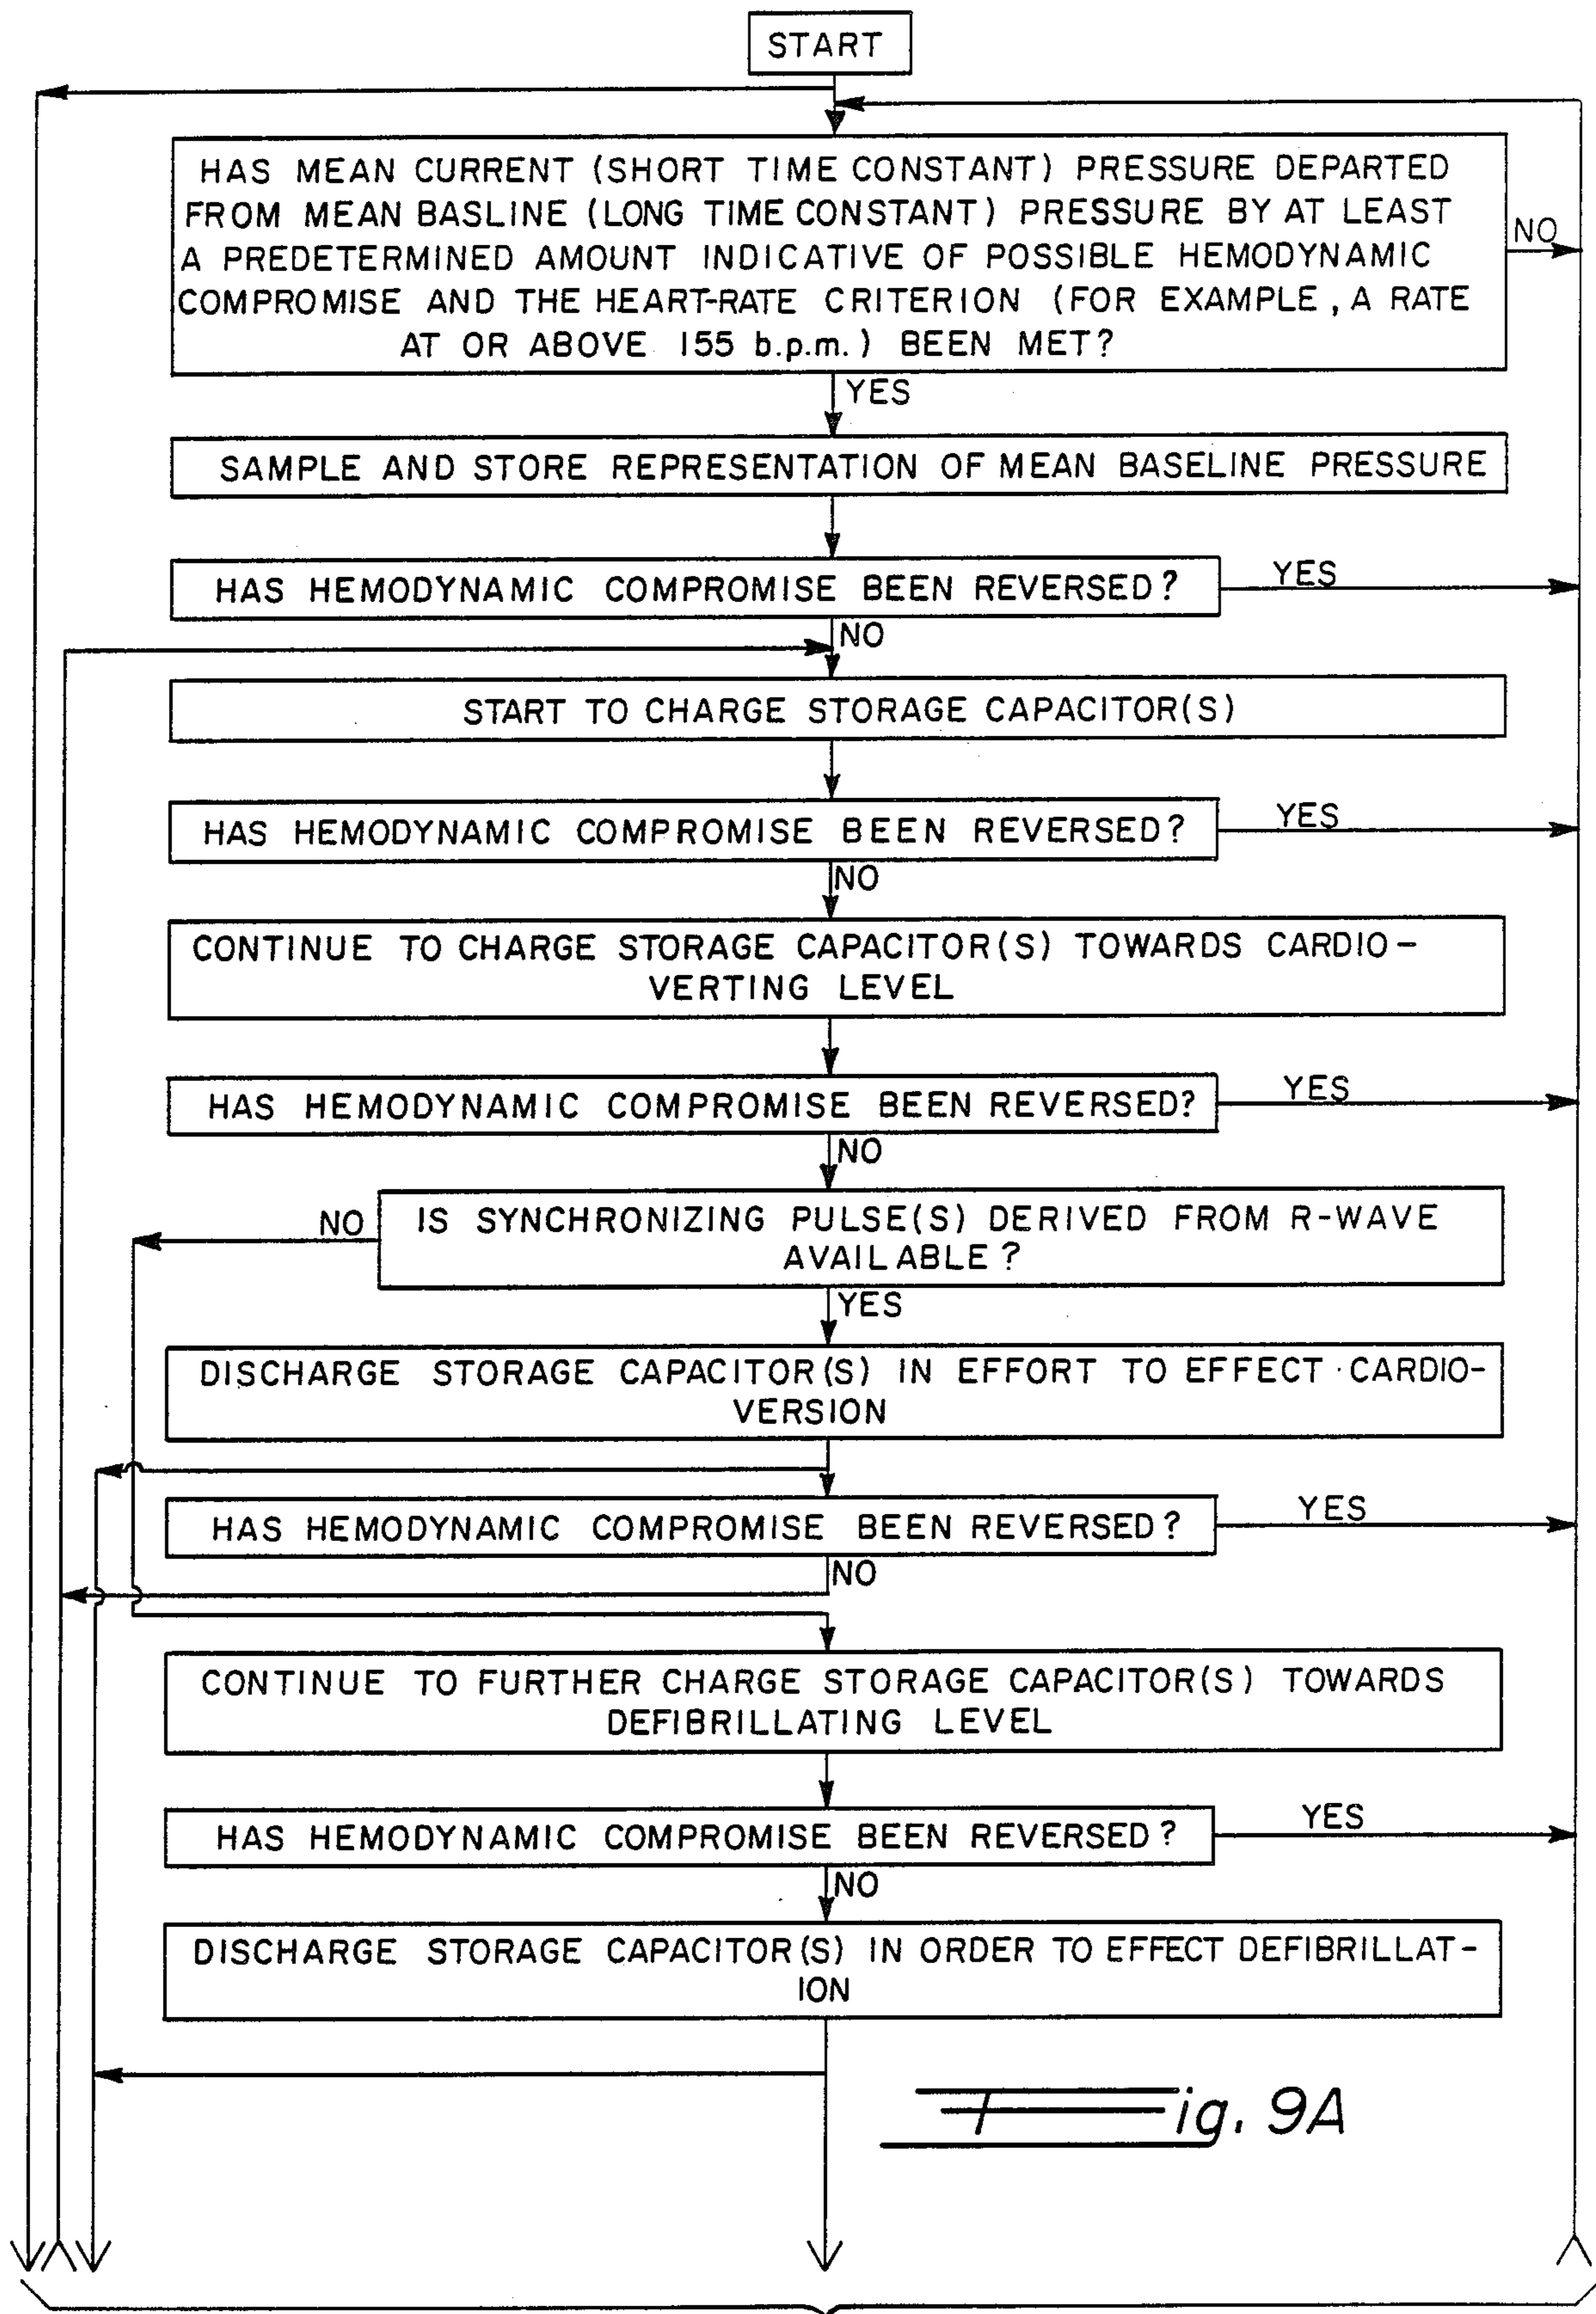 START
HAS MEAN CURRENT (SHORT TIME CONSTANT) PRESSURE DEPARTED
FROM MEAN BASLINE (LONG TIME CONSTANT) PRESSURE BY AT LEAST
A PREDETERMINED AMOUNT INDICATIVE OF POSSIBLE HEMODYNAMIC
COMPROMISE AND THE HEART-RATE CRITERION (FOR EXAMPLE, A RATE
AT OR ABOVE 155 b.p.m.) BEEN MET?
NO
YES
SAMPLE AND STORE REPRESENTATION OF MEAN BASELINE PRESSURE
HAS HEMODYNAMIC COMPROMISE BEEN REVERSED?
YES
NO
START TO CHARGE STORAGE CAPACITOR(S)
HAS HEMODYNAMIC COMPROMISE BEEN REVERSED?
YES
NO
CONTINUE TO CHARGE STORAGE CAPACITOR(S) TOWARDS CARDIO-
VERTING LEVEL
HAS HEMODYNAMIC COMPROMISE BEEN REVERSED?
YES
NO
NO
IS SYNCHRONIZING PULSE(S) DERIVED FROM R-WAVE
AVAILABLE?
YES
DISCHARGE STORAGE CAPACITOR(S) IN EFFORT TO EFFECT CARDIO-
VERSION
HAS HEMODYNAMIC COMPROMISE BEEN REVERSED?
YES
NO
CONTINUE TO FURTHER CHARGE STORAGE CAPACITOR(S) TOWARDS
DEFIBRILLATING LEVEL
HAS HEMODYNAMIC COMPROMISE BEEN REVERSED?
YES
NO
DISCHARGE STORAGE CAPACITOR(S) IN ORDER TO EFFECT DEFIBRILLAT-
ION
Fig. 9A